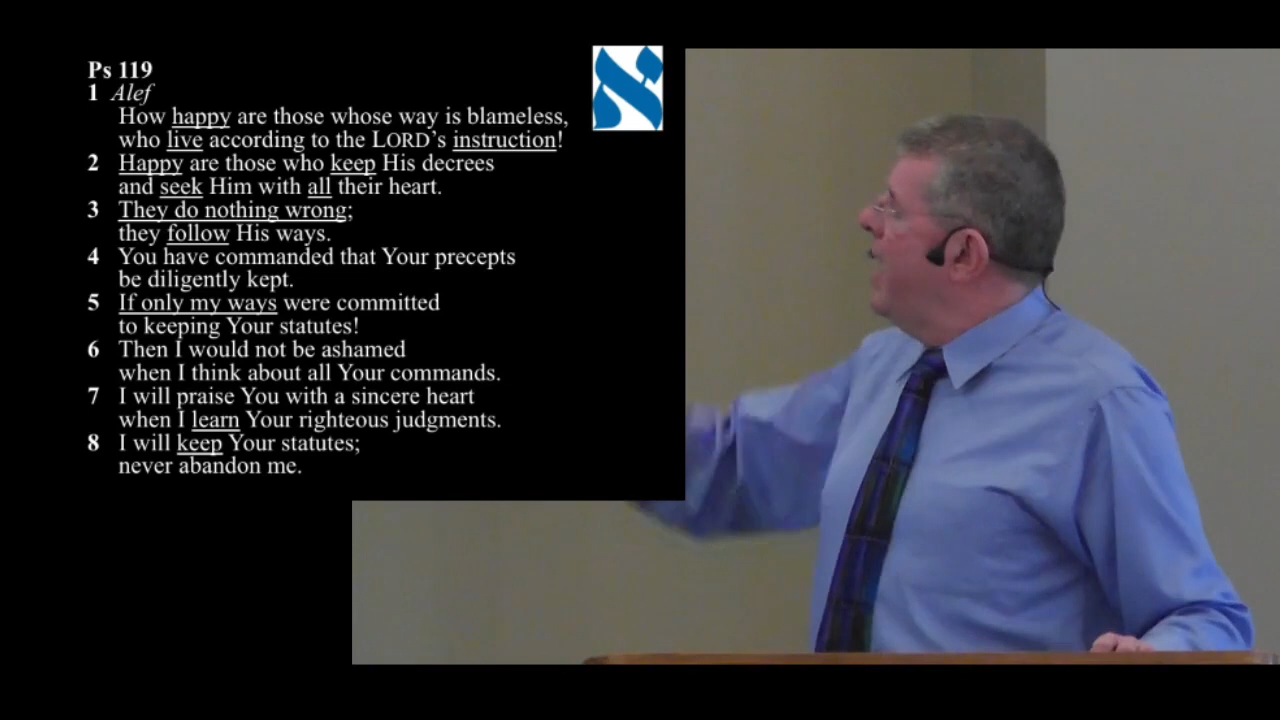 Ps 119
1 Alef
How happy are those whose way is blameless,
who live according to the LORD's instruction!
2 Happy are those who keep His decrees
and seek Him with all their heart.
3 They do nothing wrong;
they follow His ways.
4 You have commanded that Your precepts
be diligently kept.
5 If only my ways were committed
to keeping Your statutes!
6 Then I would not be ashamed
when I think about all Your commands.
7 I will praise You with a sincere heart
when I learn Your righteous judgments.
8 I will keep Your statutes;
never abandon me.
א